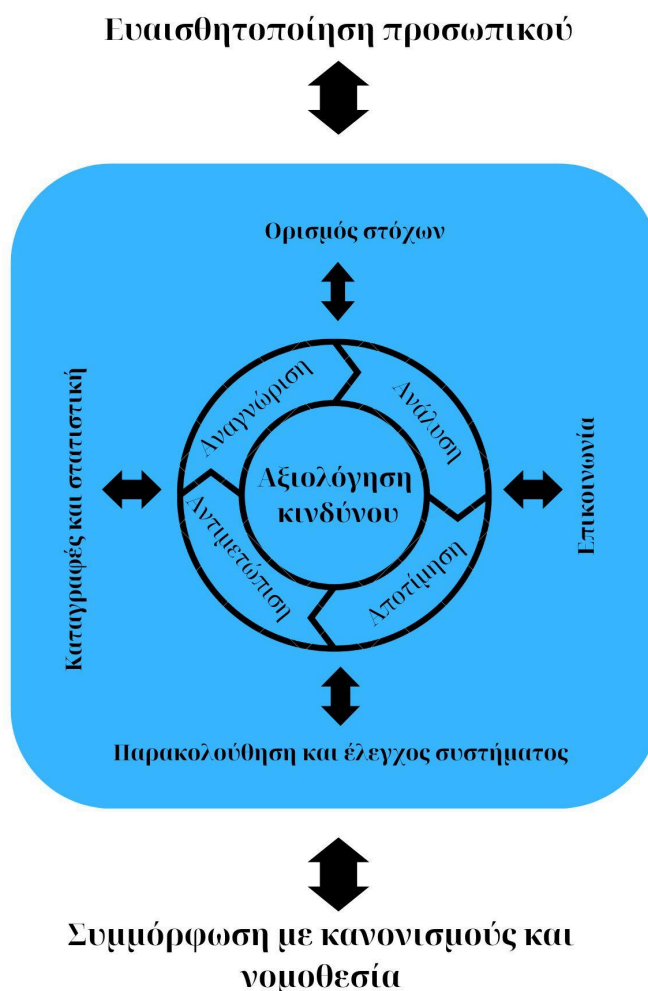 Ευαισθητοποίηση προσωπικού
Ορισμός στόχων
Αναγνώριση
Ανάλυση
Καταγραφές και στατιστική
Αξιολόγηση
κινδύνου
Επικοινωνία
Αντιμετώπιση
Αποτίμηση
Παρακολούθηση και έλεγχος συστήματος
Συμμόρφωση με κανονισμούς και
νομοθεσία